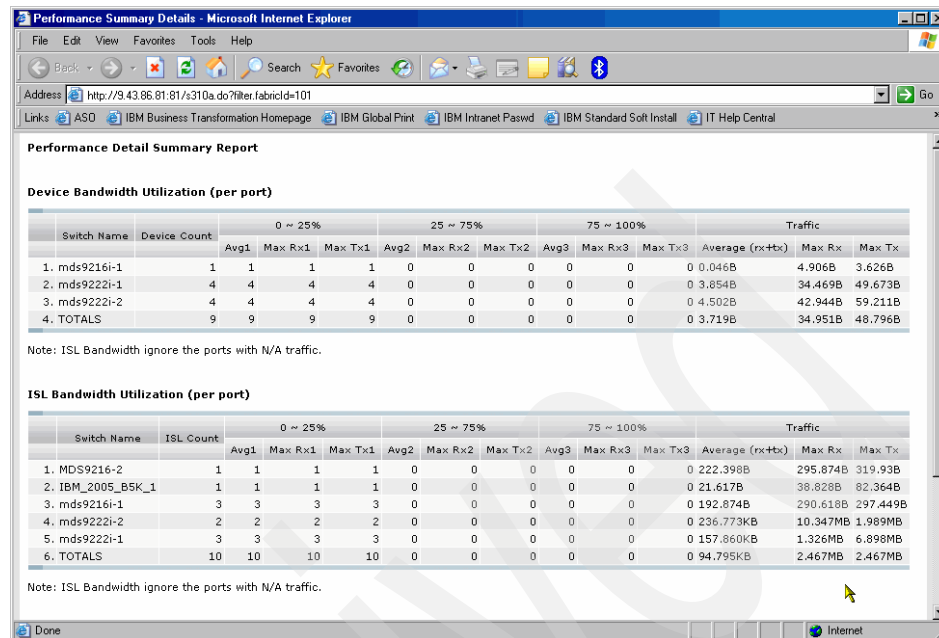 Performance Summary Details - Microsoft Internet Explorer
File Edit View Favorites Tools Help
Back Search Favorites
Address http://9.43.86.81:81/s310a.do?filter.fabricId=101 Go
Links ASO IBM Business Transformation Homepage IBM Global Print IBM Intranet Paswd IBM Standard Soft Install IT Help Central
Performance Detail Summary Report
Device Bandwidth Utilization (per port)
Switch Name Device Count 0 ~ 25% 25 ~ 75% 75 ~ 100% Traffic
Avg1 Max Rx1 Max Tx1 Avg2 Max Rx2 Max Tx2 Avg3 Max Rx3 Max Tx3 Average (rx+tx) Max Rx Max Tx
1. mds9216i-1 1 1 1 1 0 0 0 0 0 0 0.046B 4.906B 3.626B
2. mds9222i-1 4 4 4 4 0 0 0 0 0 0 3.854B 34.469B 49.673B
3. mds9222i-2 4 4 4 4 0 0 0 0 0 0 4.502B 42.944B 59.211B
4. TOTALS 9 9 9 9 0 0 0 0 0 0 3.719B 34.951B 48.796B
Note: ISL Bandwidth ignore the ports with N/A traffic.
ISL Bandwidth Utilization (per port)
Switch Name ISL Count 0 ~ 25% 25 ~ 75% 75 ~ 100% Traffic
Avg1 Max Rx1 Max Tx1 Avg2 Max Rx2 Max Tx2 Avg3 Max Rx3 Max Tx3 Average (rx+tx) Max Rx Max Tx
1. MDS9216-2 1 1 1 1 0 0 0 0 0 0 222.398B 295.874B 319.93B
2. IBM_2005_B5K_1 1 1 1 1 0 0 0 0 0 0 21.617B 38.828B 82.364B
3. mds9216i-1 3 3 3 3 0 0 0 0 0 0 192.874B 290.618B 297.449B
4. mds9222i-2 2 2 2 2 0 0 0 0 0 0 236.773KB 10.347MB 1.989MB
5. mds9222i-1 3 3 3 3 0 0 0 0 0 0 157.860KB 1.326MB 6.898MB
6. TOTALS 10 10 10 10 0 0 0 0 0 0 94.795KB 2.467MB 2.467MB
Note: ISL Bandwidth ignore the ports with N/A traffic.
Done Internet